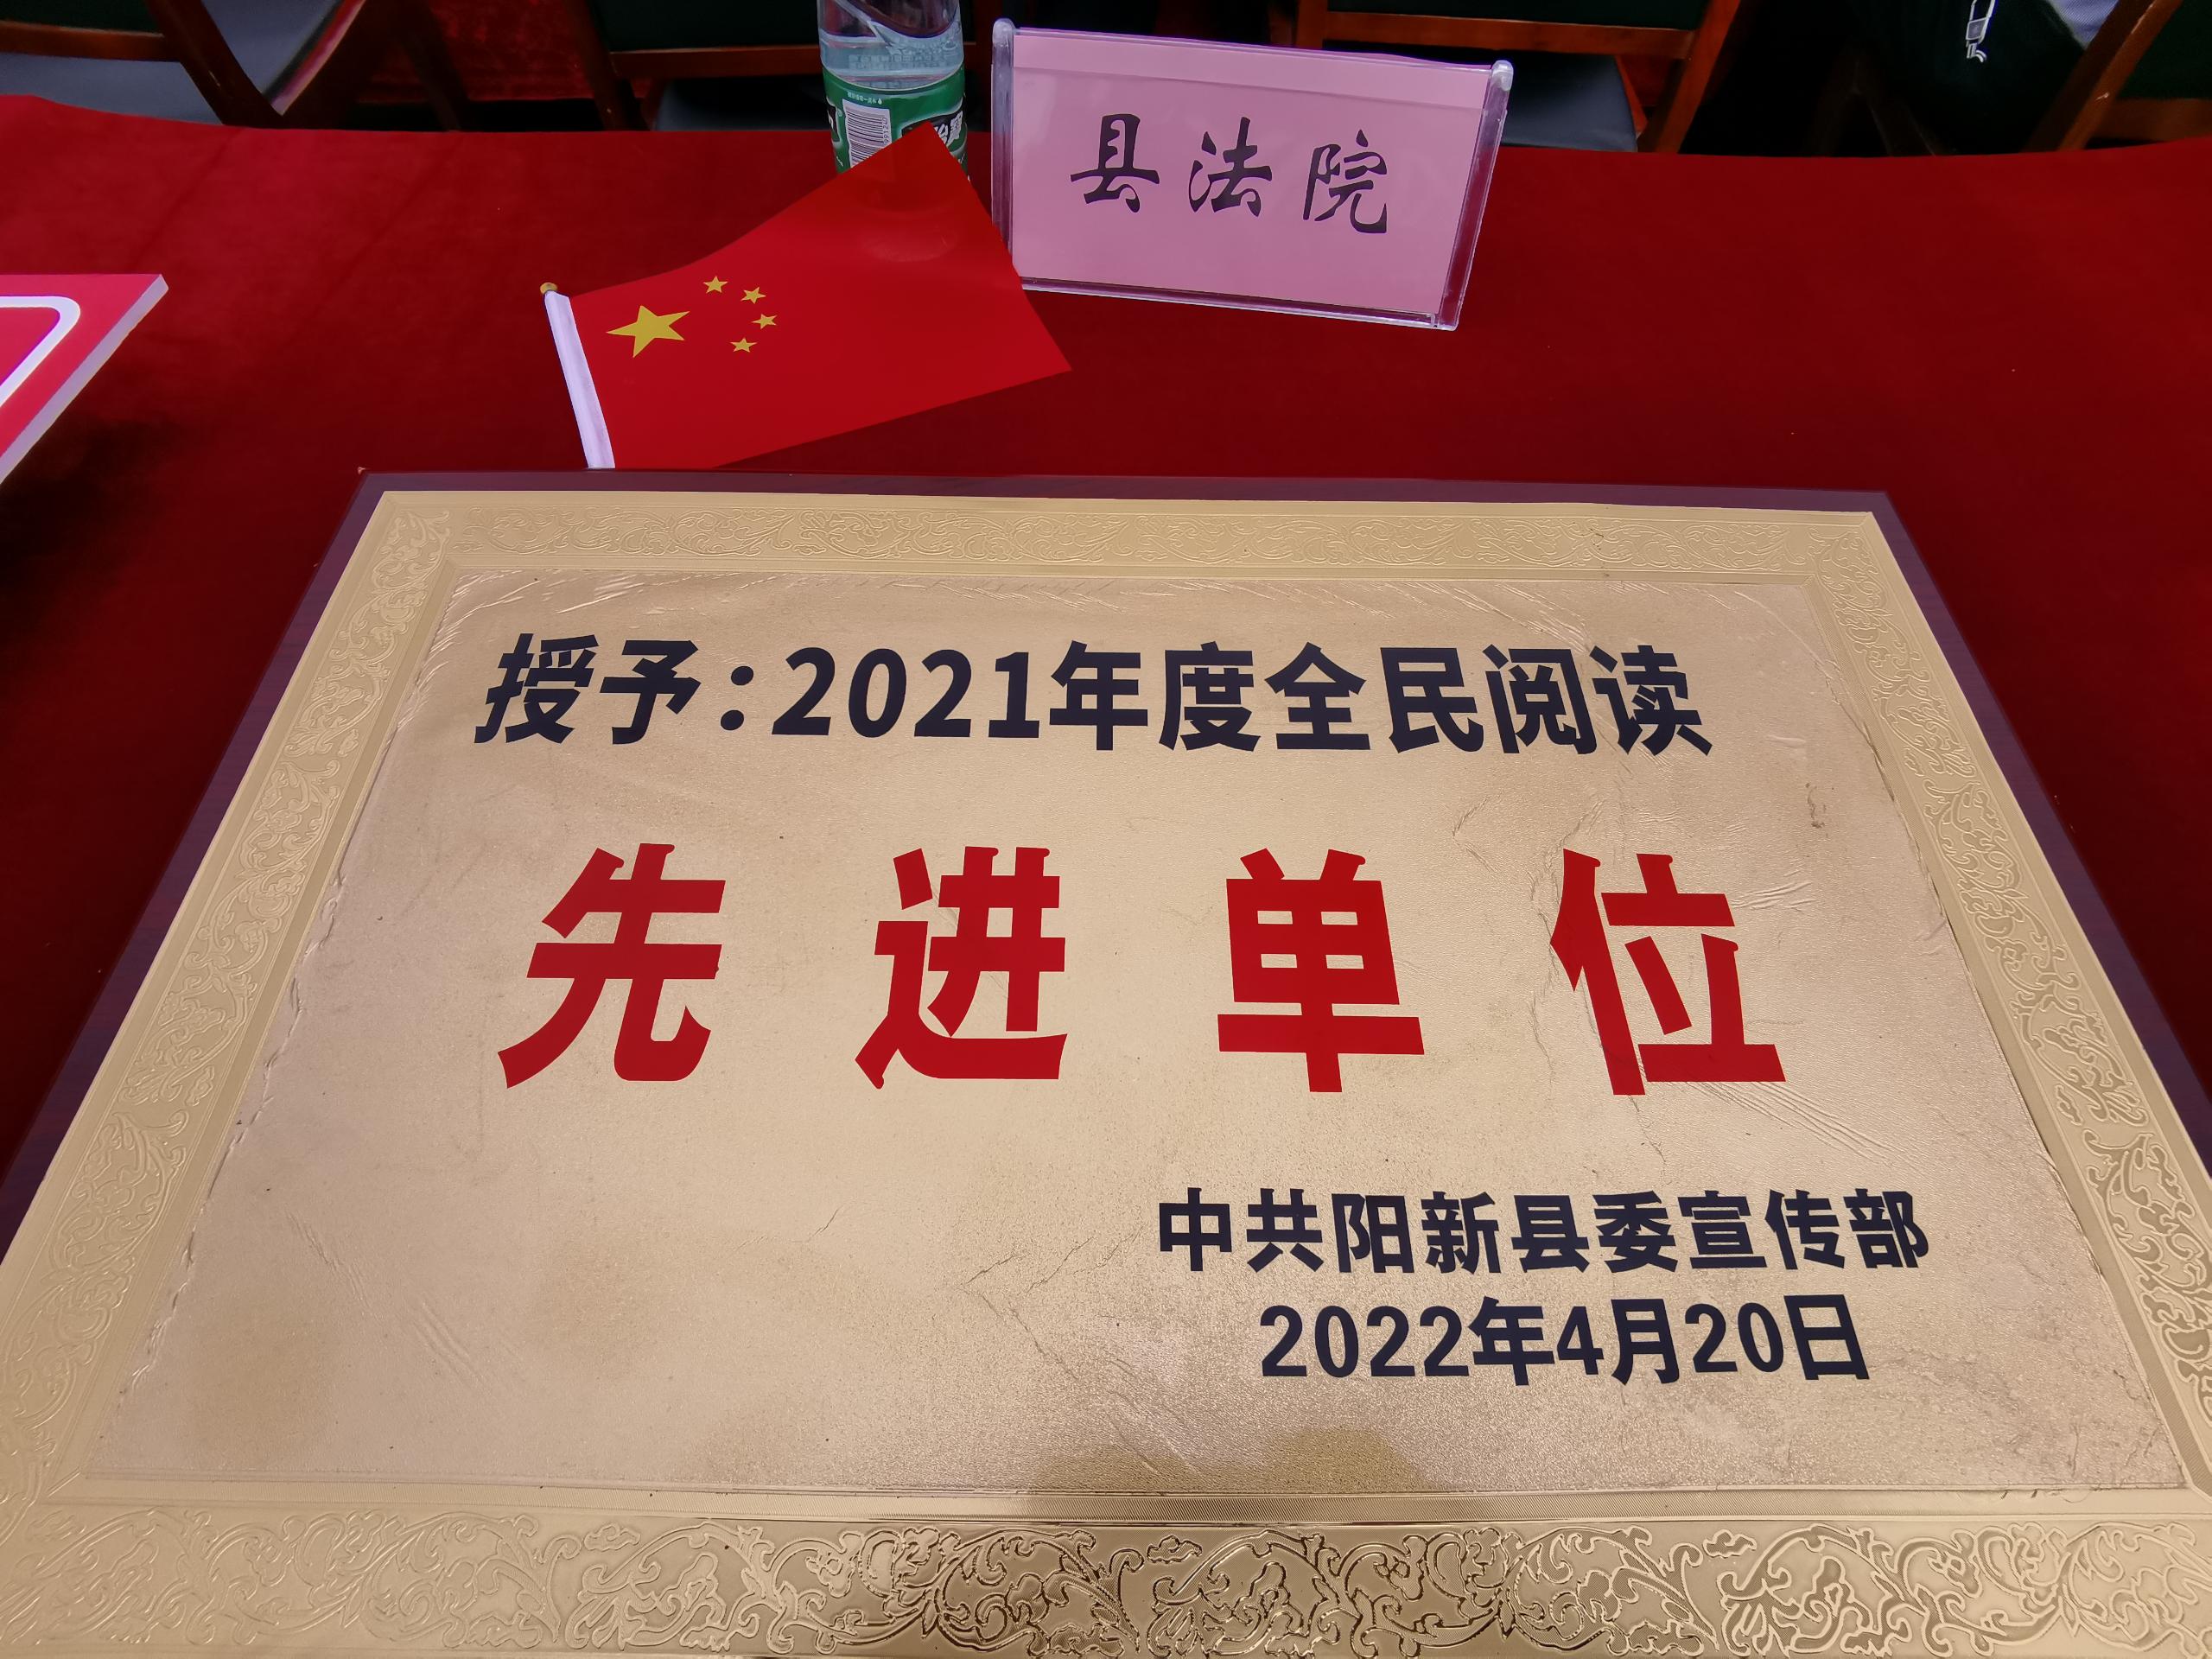 县法院
授予：2021年度全民阅读
先进单位
中共阳新县委宣传部
2022年4月20日